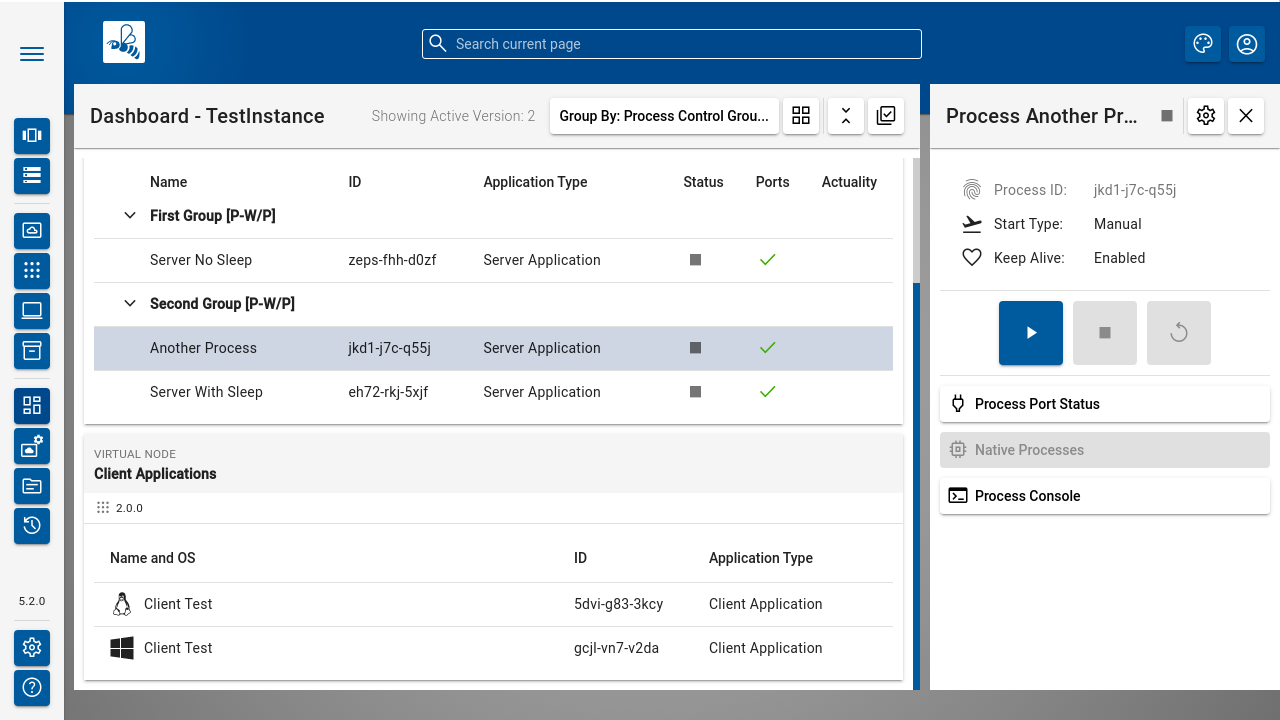 Search current page
Dashboard - TestInstance
Showing Active Version: 2
Group By: Process Control Grou...
Name ID Application Type Status Ports Actuality
First Group [P-W/P]
Server No Sleep zeps-fhh-d0zf Server Application
Second Group [P-W/P]
Another Process jkd1-j7c-q55j Server Application
Server With Sleep eh72-rkj-5xjf Server Application
VIRTUAL NODE
Client Applications
2.0.0
Name and OS ID Application Type
Client Test 5dvi-g83-3kcy Client Application
Client Test gcjl-vn7-v2da Client Application
Process Another Pr...
Process ID: jkd1-j7c-q55j
Start Type: Manual
Keep Alive: Enabled
Process Port Status
Native Processes
Process Console
5.2.0